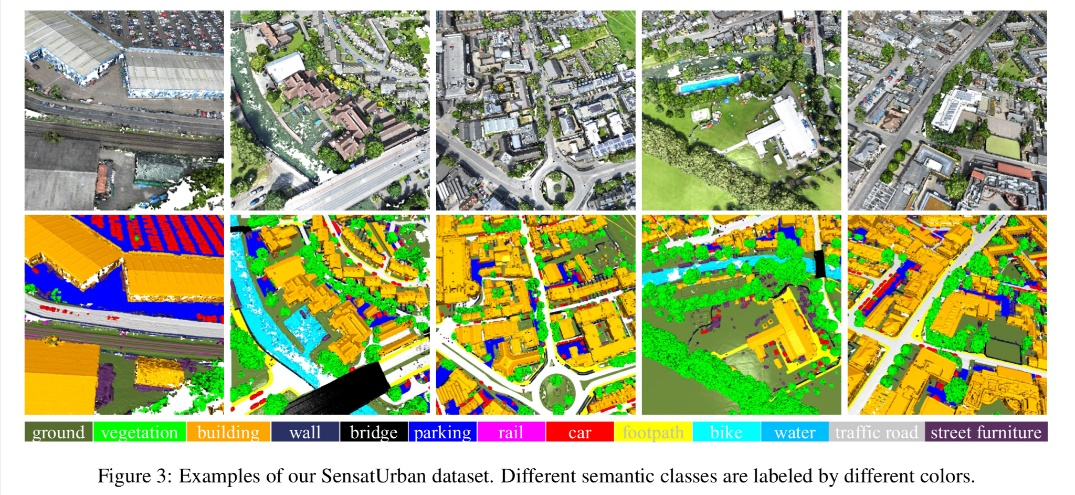 ground vegetation building wall bridge parking rail car footpath bike water traffic road street furniture
Figure 3: Examples of our SensatUrban dataset. Different semantic classes are labeled by different colors.